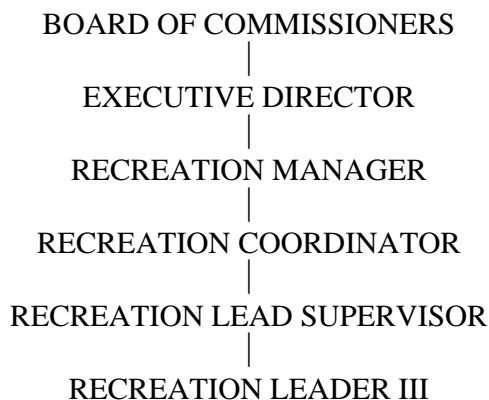 BOARD OF COMMISSIONERS
EXECUTIVE DIRECTOR
RECREATION MANAGER
RECREATION COORDINATOR
RECREATION LEAD SUPERVISOR
RECREATION LEADER III